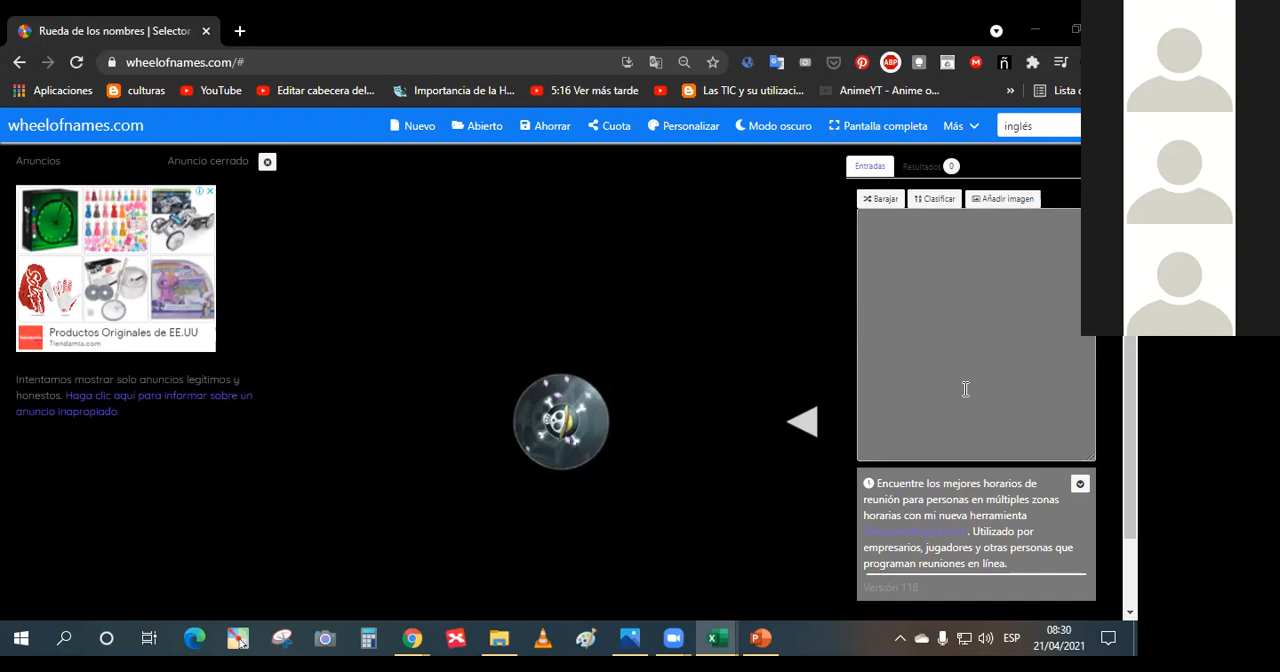 Rueda de los nombres | Selector
wheelofnames.com/#
Aplicaciones culturas YouTube Editar cabecera del... Importancia de la H... 5:16 Ver más tarde Las TIC y su utilizaci... AnimeYT - Anime o... » Lista d
wheelofnames.com Nuevo Abierto Ahorrar Cuota Personalizar Modo oscuro Pantalla completa Más inglés
Anuncios Anuncio cerrado
Entradas Resultados 0
Barajar Clasificar Añadir imagen
Productos Originales de EE.UU
Tiendamia.com
Intentamos mostrar solo anuncios legítimos y
honestos. Haga clic aquí para informar sobre un
anuncio inapropiado.
Encuentre los mejores horarios de
reunión para personas en múltiples zonas
horarias con mi nueva herramienta
. Utilizado por
empresarios, jugadores y otras personas que
programan reuniones en línea.
Versión 118
ESP
08:30
21/04/2021